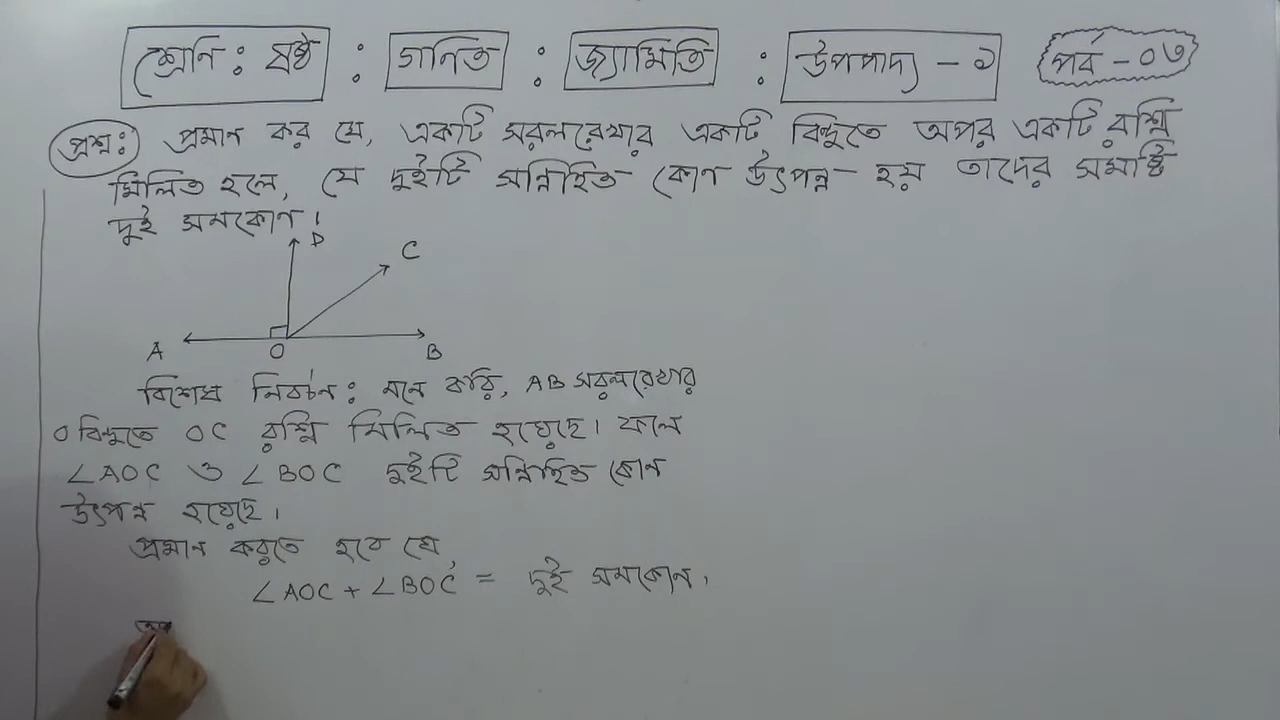 শ্রেনি : ষষ্ঠ : গনিত : জ্যামিতি : উপপাদ্য - ১ পর্ব - ০৩
প্রশ্ন: প্রমান কর যে, একটি সরলরেখার একটি বিন্দুতে অপর একটি রশ্মি
মিলিত হলে, যে দুইটি সন্নিহিত কোন উৎপন্ন হয় তাদের সমষ্টি
দুই সমকোন।
D
C
A O B
বিশেষ নির্বচন: মনে করি, AB সরলরেখার
O বিন্দুতে OC রশ্মি মিলিত হয়েছে। ফলে
∠AOC ও ∠BOC দুইটি সন্নিহিত কোন
উৎপন্ন হয়েছে।
প্রমান করতে হবে যে,
∠AOC + ∠BOC = দুই সমকোন।